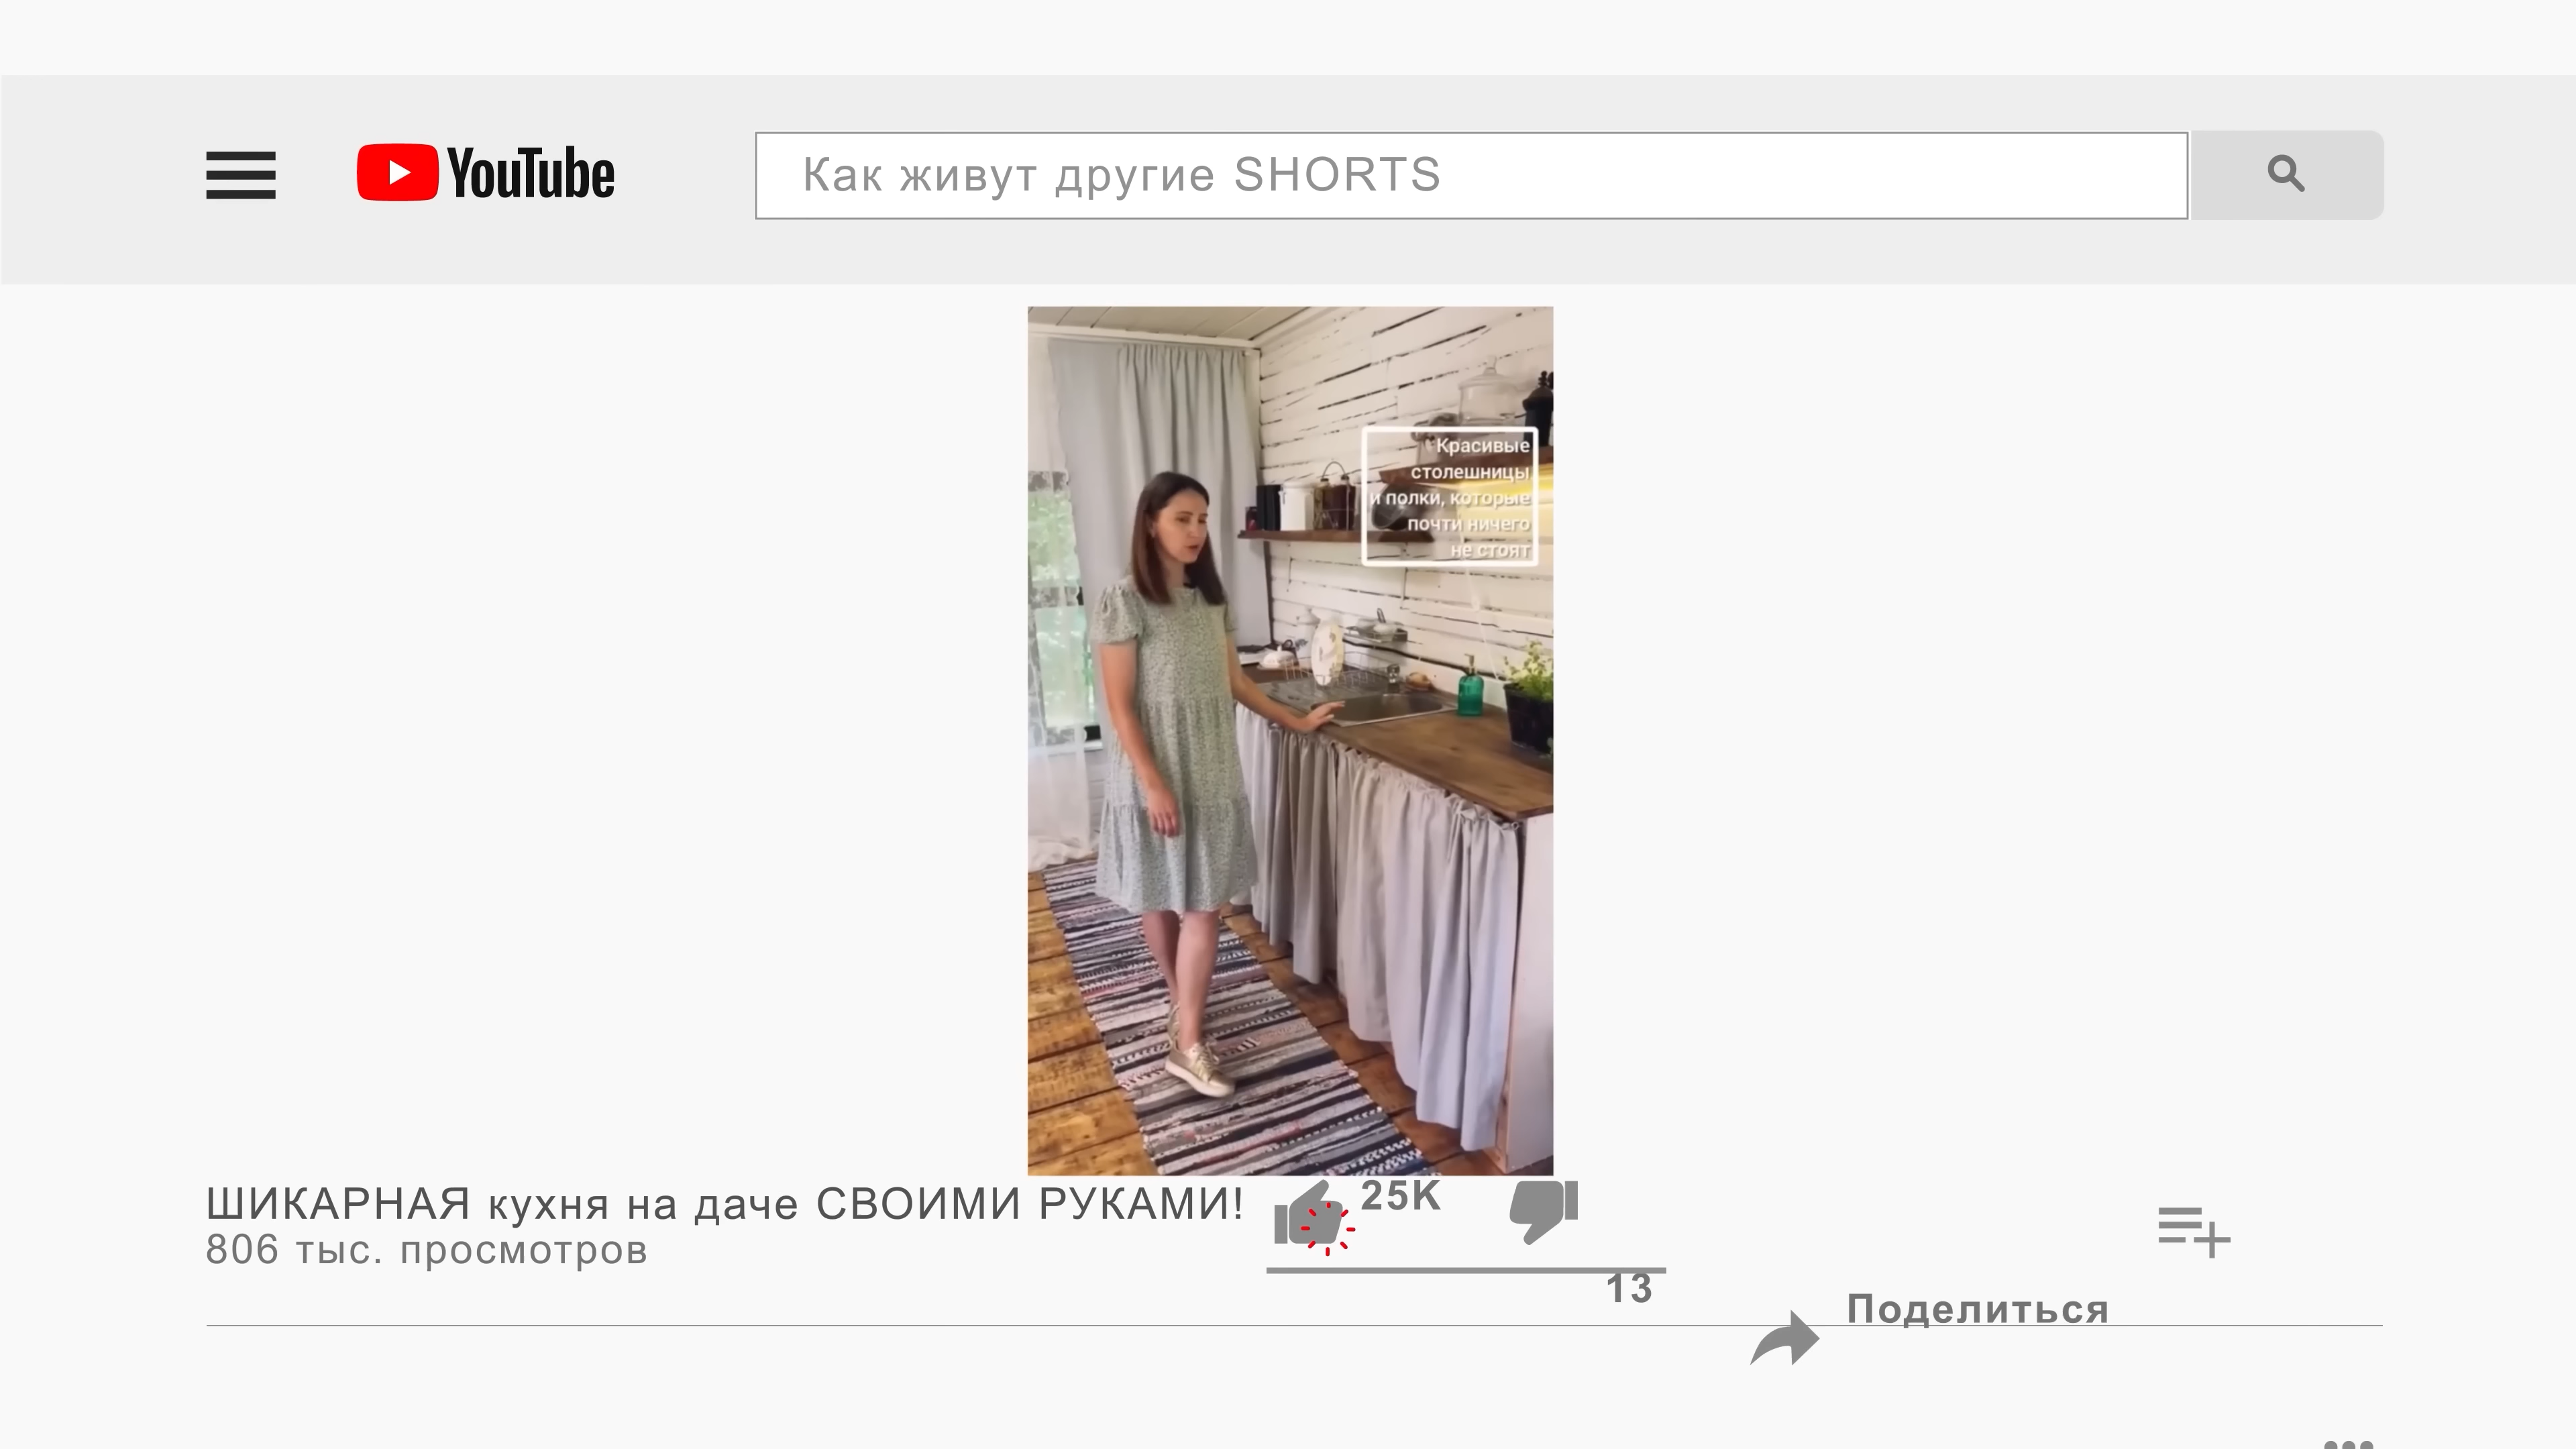 YouTube
Как живут другие SHORTS
Красивые
столешницы
и полки, которые
почти ничего
не стоят
ШИКАРНАЯ кухня на даче СВОИМИ РУКАМИ!
25K
806 тыс. просмотров
13
Поделиться